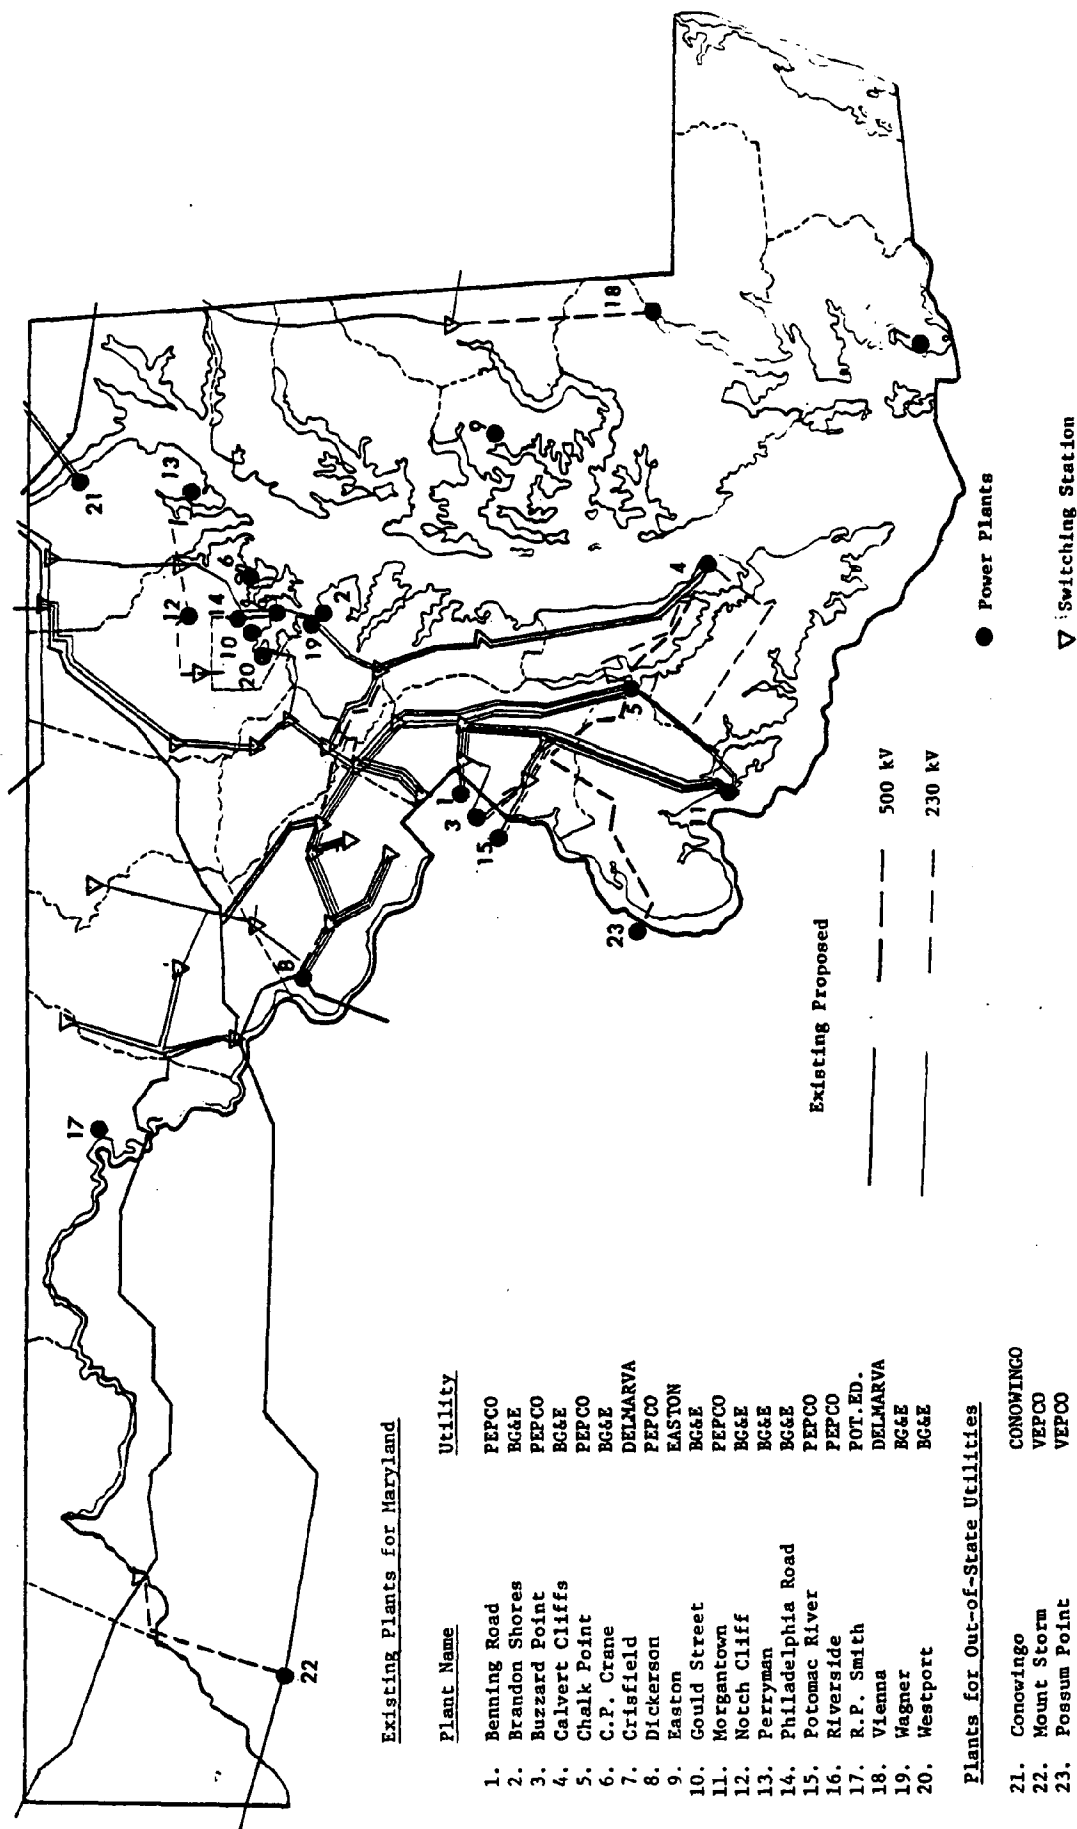 Existing Plants for Maryland
Plant Name Utility
1. Benning Road PEPCO
2. Brandon Shores BG&E
3. Buzzard Point PEPCO
4. Calvert Cliffs BG&E
5. Chalk Point PEPCO
6. C.P. Crane BG&E
7. Crisfield DELMARVA
8. Dickerson PEPCO
9. Easton EASTON
10. Gould Street BG&E
11. Morgantown PEPCO
12. Notch Cliff BG&E
13. Perryman BG&E
14. Philadelphia Road BG&E
15. Potomac River PEPCO
16. Riverside PEPCO
17. R.P. Smith POT.ED.
18. Vienna DELMARVA
19. Wagner BG&E
20. Westport BG&E
Plants for Out-of-State Utilities
21. Conowingo CONOWINGO
22. Mount Storm VEPCO
23. Possum Point VEPCO
Existing Proposed
500 kV
230 kV
Power Plants
Switching Station
22
17
8
23
15
3
1
11
5
4
20
10
14
12
19
2
6
13
21
9
18